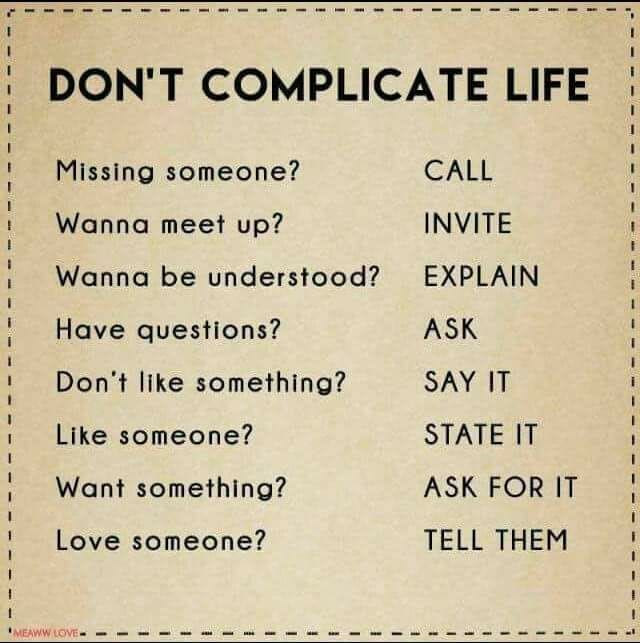 DON'T COMPLICATE LIFE
Missing someone? CALL
Wanna meet up? INVITE
Wanna be understood? EXPLAIN
Have questions? ASK
Don't like something? SAY IT
Like someone? STATE IT
Want something? ASK FOR IT
Love someone? TELL THEM
MEAWW.LOVE